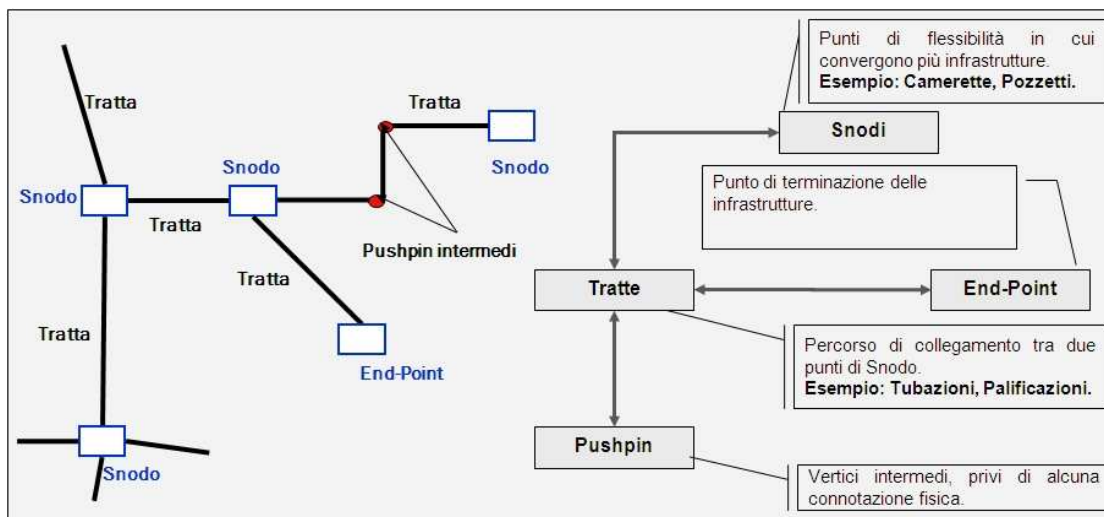 Tratta
Tratta
Snodo
Snodo
Snodo
Tratta
Pushpin intermedi
Tratta
Tratta
End-Point
Snodo
Punti di flessibilità in cui
convergono più infrastrutture.
Esempio: Camerette, Pozzetti.
Snodi
Punto di terminazione delle
infrastrutture.
Tratte
End-Point
Percorso di collegamento tra due
punti di Snodo.
Esempio: Tubazioni, Palificazioni.
Pushpin
Vertici intermedi, privi di alcuna
connotazione fisica.